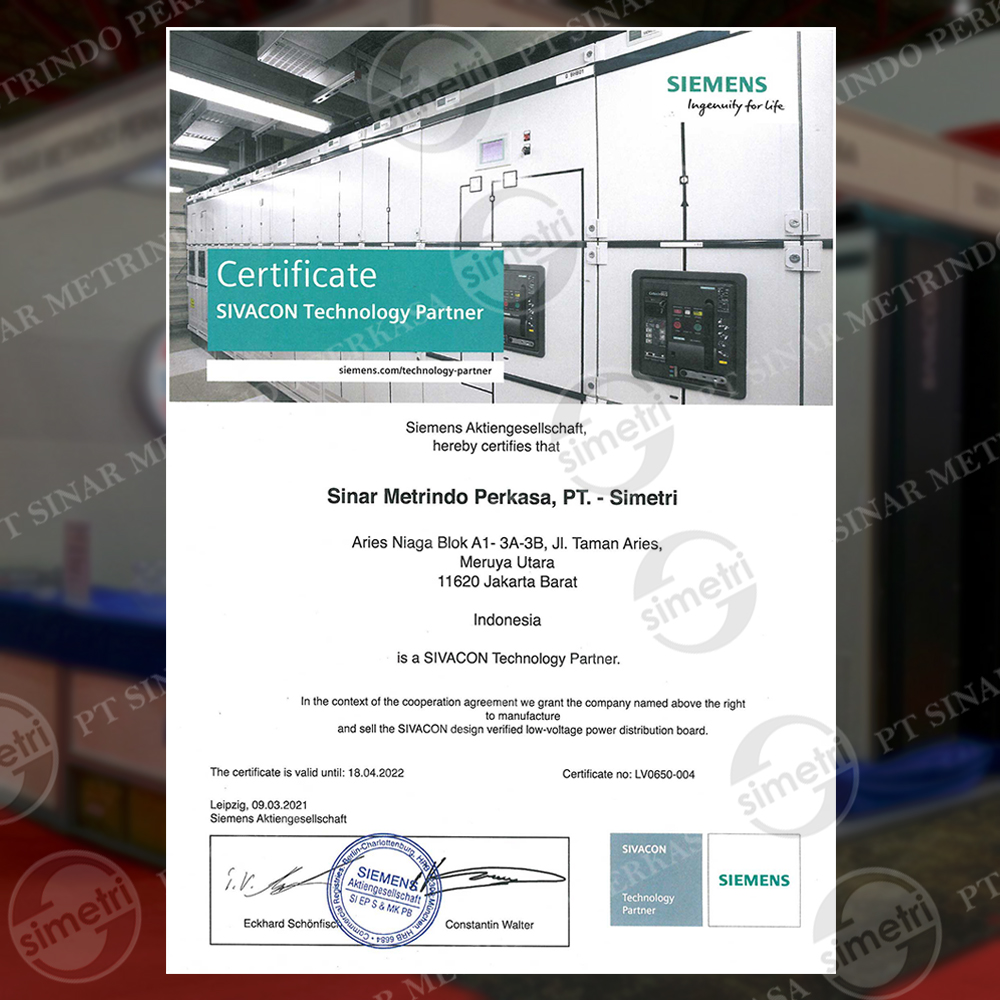 SIEMENS
Ingenuity for life
Certificate
SIVACON Technology Partner
siemens.com/technology-partner
Siemens Aktiengesellschaft,
hereby certifies that
Sinar Metrindo Perkasa, PT. - Simetri
Aries Niaga Blok A1- 3A-3B, Jl. Taman Aries,
Meruya Utara
11620 Jakarta Barat
Indonesia
is a SIVACON Technology Partner.
In the context of the cooperation agreement we grant the company named above the right
to manufacture
and sell the SIVACON design verified low-voltage power distribution board.
The certificate is valid until: 18.04.2022
Certificate no: LV0650-004
Leipzig, 09.03.2021
Siemens Aktiengesellschaft
SIEMENS
Aktiengesellschaft
SI EP S & MK PB
Eckhard Schönfisch
Constantin Walter
SIVACON
Technology
Partner
SIEMENS
simetri
PT SINAR METRINDO PERKASA